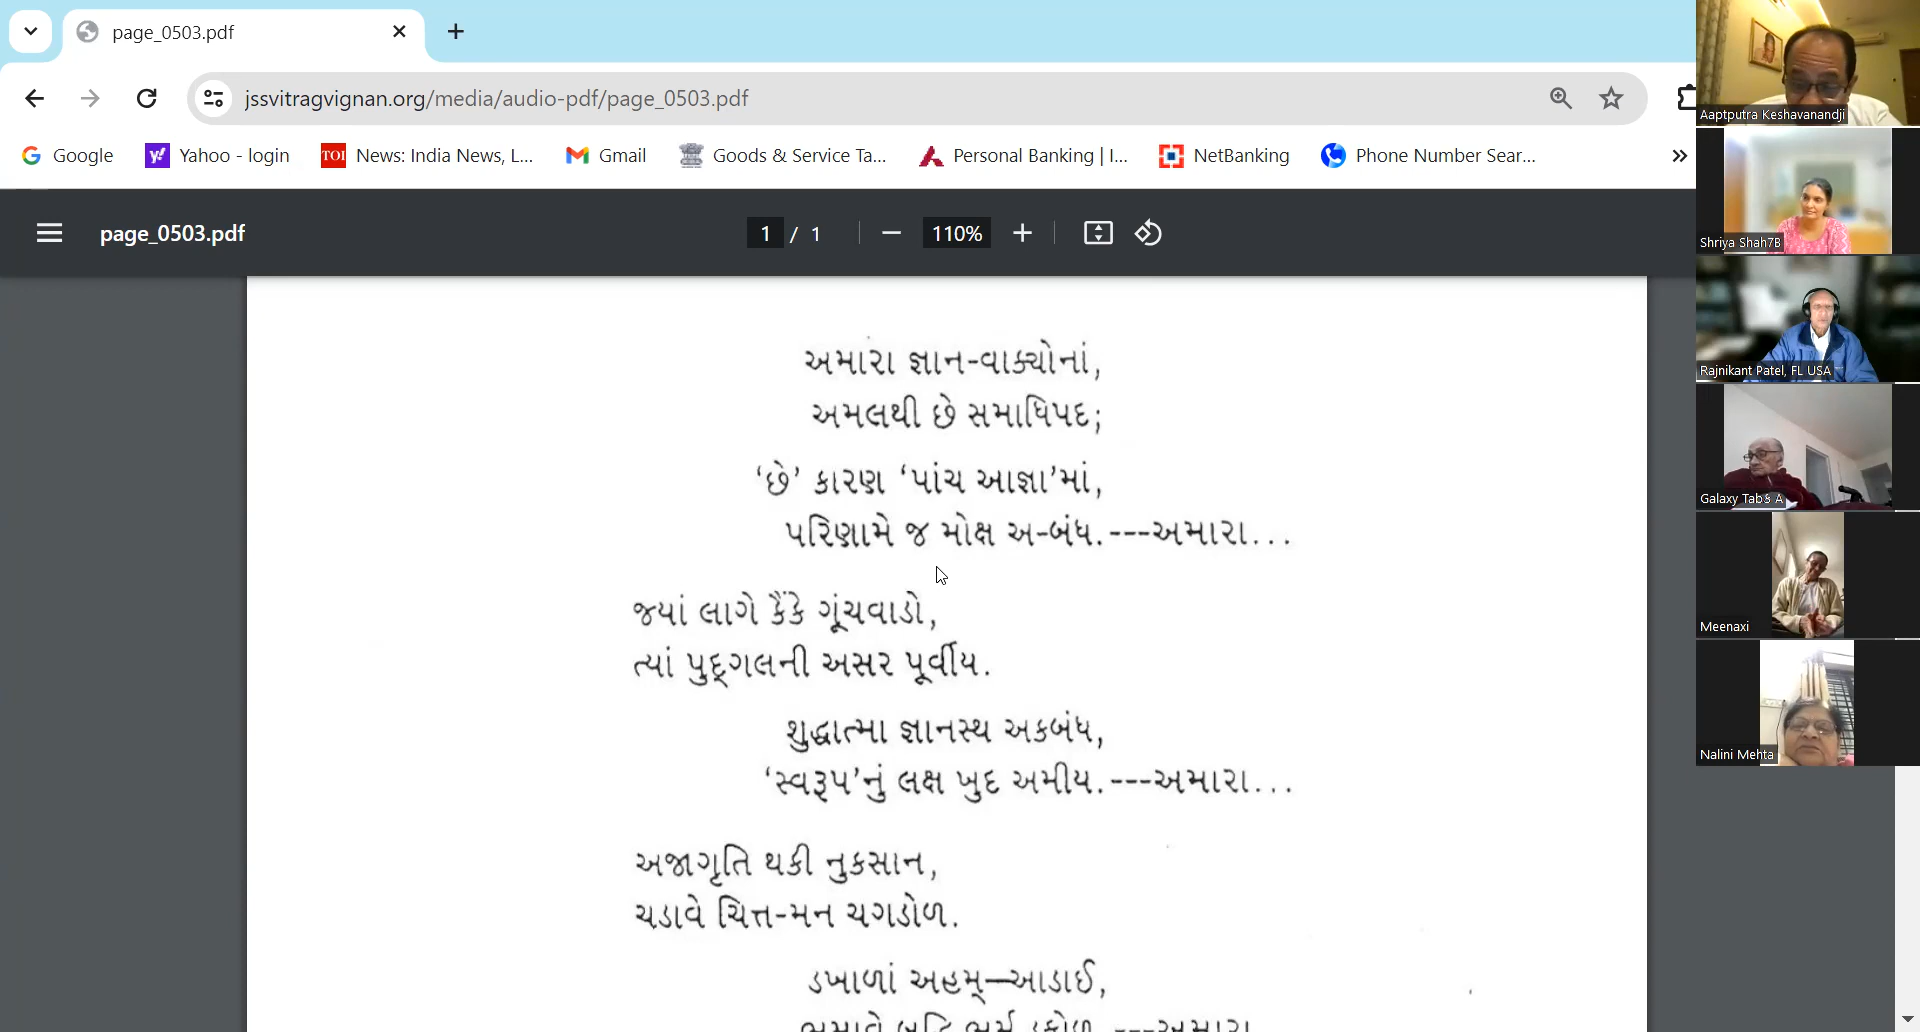 page_0503.pdf
jssvitragvignan.org/media/audio-pdf/page_0503.pdf
Google
Yahoo - login
TOI News: India News, L...
Gmail
Goods & Service Ta...
Personal Banking | I...
NetBanking
Phone Number Sear...
page_0503.pdf
1 / 1
110%
અમારા જ્ઞાન-વાક્યોનાં,
અમલથી છે સમાધિપદ;
‘છે’ કારણ ‘પાંચ આજ્ઞા’માં,
પરિણામે જ મોક્ષ અ-બંધ.---અમારા...
જ્યાં લાગે કૈંકે ગૂંચવાડો,
ત્યાં પુદ્ગલની અસર પૂર્વીય.
શુદ્ધાત્મા જ્ઞાનસ્થ અકબંધ,
‘સ્વરૂપ’નું લક્ષ ખુદ અમીય.---અમારા...
અજાગૃતિ થકી નુકસાન,
ચડાવે ચિત્ત-મન ચગડોળ.
ડખાળાં અહમ્—આડાઈ,
Aaptputra Keshavanandji
Shriya Shah7B
Rajnikant Patel, FL USA
Galaxy Tab S A
Meenaxi
Nalini Mehta